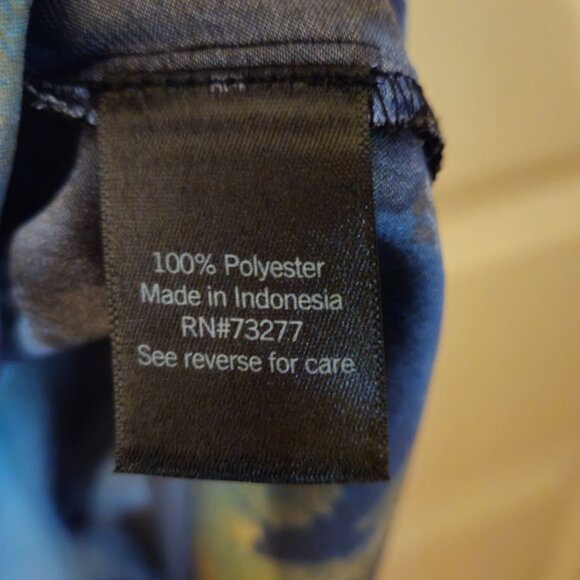 100% Polyester
Made in Indonesia
RN#73277
See reverse for care